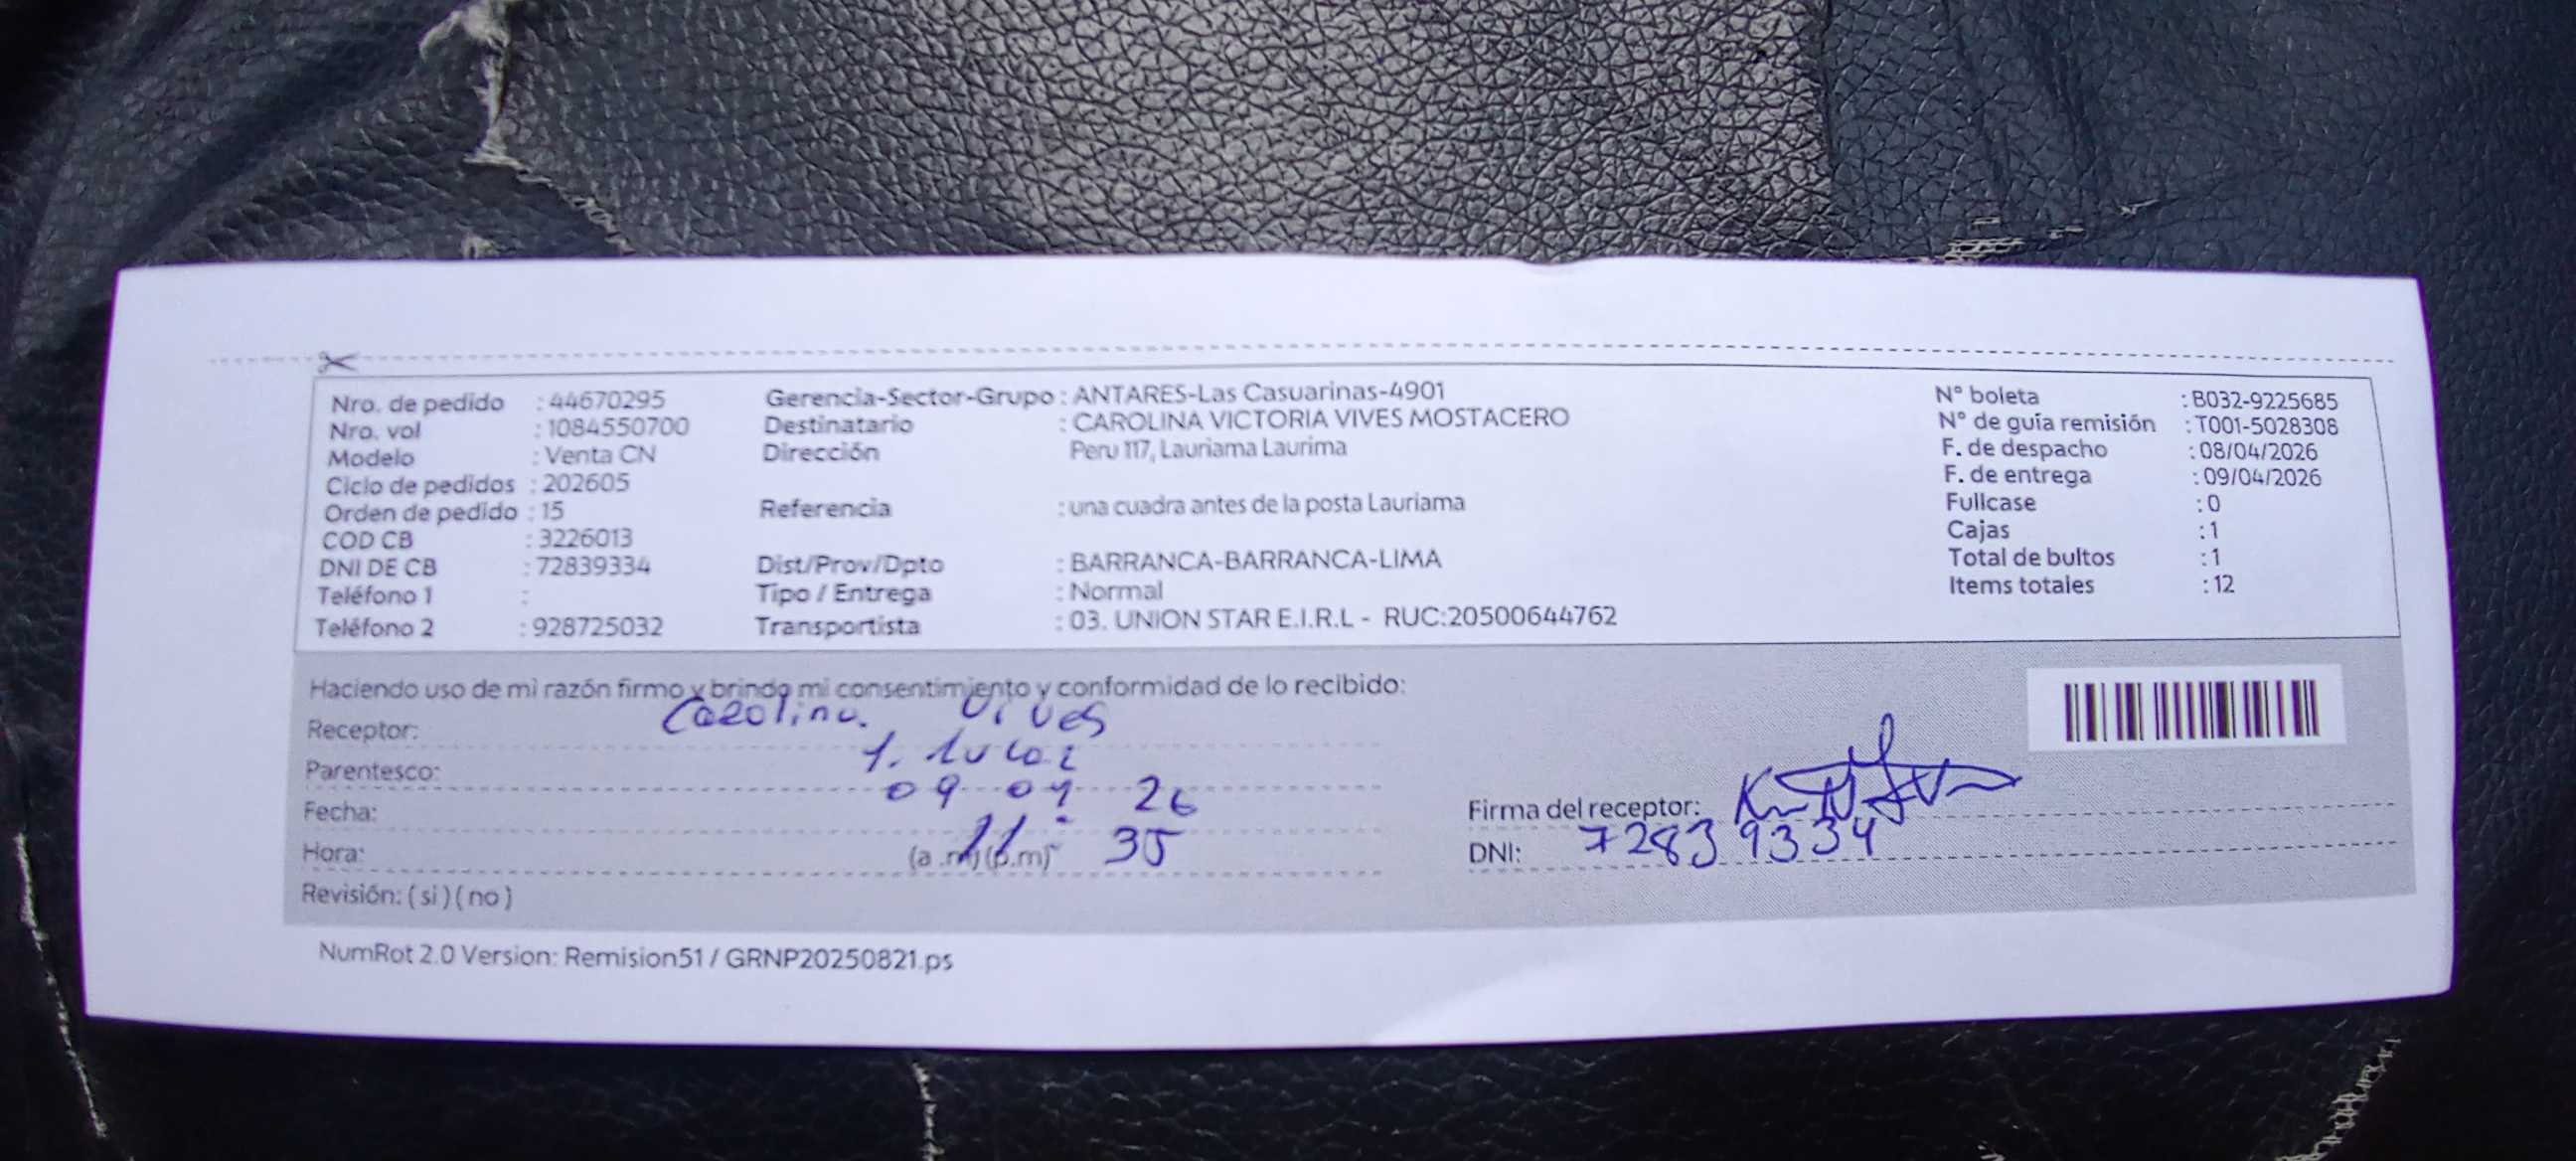 Nro. de pedido : 44670295
Nro. vol : 1084550700
Modelo : Venta CN
Ciclo de pedidos : 202605
Orden de pedido : 15
COD CB : 3226013
DNI DE CB : 72839334
Teléfono 1 :
Teléfono 2 : 928725032
Gerencia-Sector-Grupo : ANTARES-Las Casuarinas-4901
Destinatario : CAROLINA VICTORIA VIVES MOSTACERO
Dirección Peru 117, Lauriama Laurima
Referencia : una cuadra antes de la posta Lauriama
Dist/Prov/Dpto : BARRANCA-BARRANCA-LIMA
Tipo / Entrega : Normal
Transportista : 03. UNION STAR E.I.R.L - RUC:20500644762
N° boleta : B032-9225685
N° de guía remisión : T001-5028308
F. de despacho : 08/04/2026
F. de entrega : 09/04/2026
Fullcase : 0
Cajas : 1
Total de bultos : 1
Items totales : 12
Haciendo uso de mi razón firmo y brindo mi consentimiento y conformidad de lo recibido:
Receptor: Carolina Vives
Parentesco:
Fecha: 09 04 26
Hora: (a .m) (p.m) 11 35
Revisión: ( si ) ( no )
Firma del receptor:
DNI: 72839334
NumRot 2.0 Version: Remision51 / GRNP20250821.ps